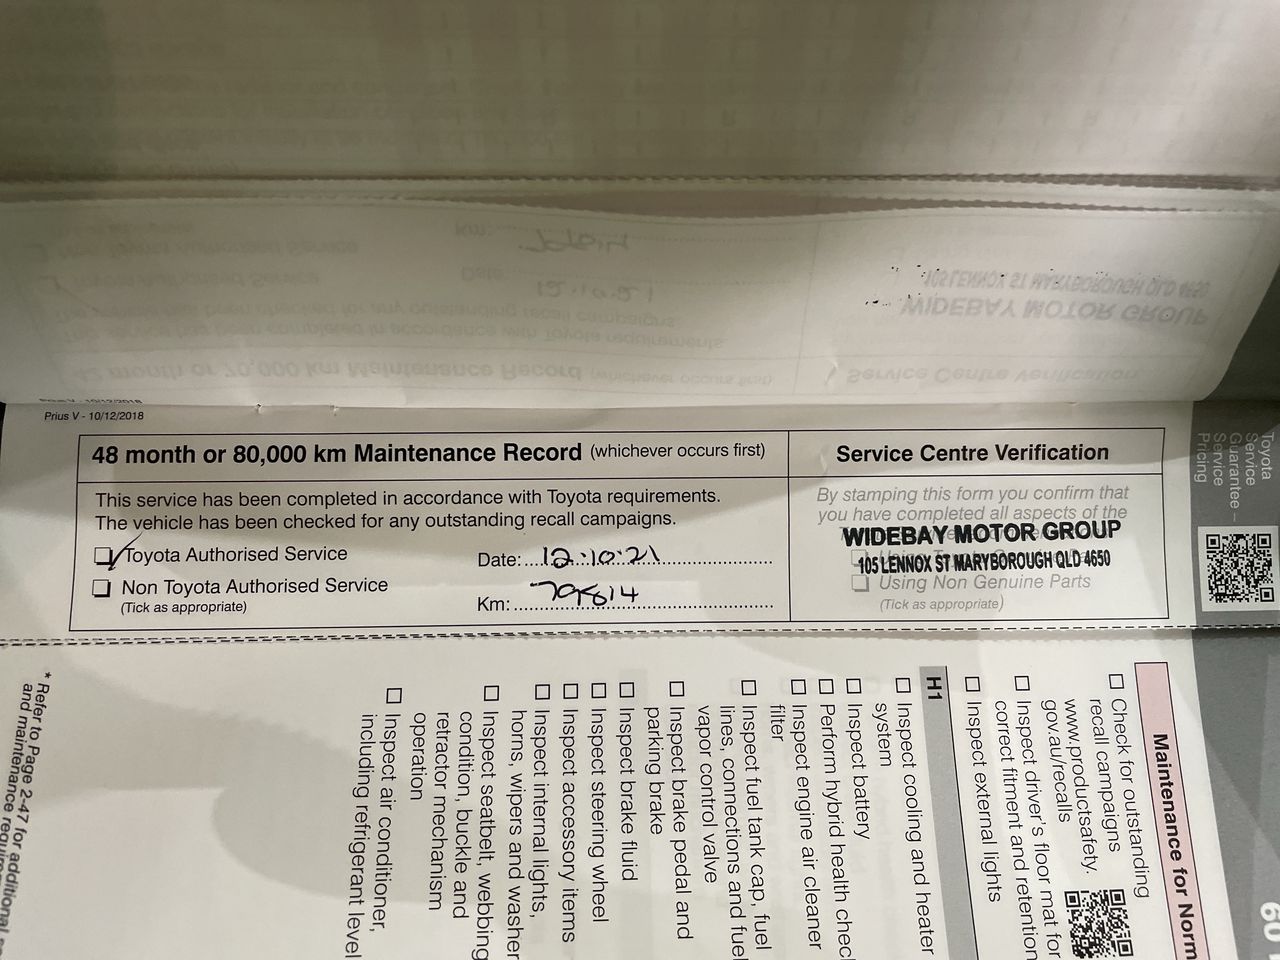 Prius V - 10/12/2018
48 month or 80,000 km Maintenance Record (whichever occurs first)
This service has been completed in accordance with Toyota requirements.
The vehicle has been checked for any outstanding recall campaigns.
Toyota Authorised Service
Date: 12:10:21
Non Toyota Authorised Service
(Tick as appropriate)
Km:
Service Centre Verification
By stamping this form you confirm that
you have completed all aspects of the
WIDEBAY MOTOR GROUP
105 LENNOX ST MARYBOROUGH QLD 4650
Using Non Genuine Parts
(Tick as appropriate)
Toyota
Service
Guarantee –
Service
Pricing
60
Maintenance for Norm
Check for outstanding
recall campaigns
www.productsafety.
gov.au/recalls
Inspect driver's floor mat for
correct fitment and retention
Inspect external lights
H1
Inspect cooling and heater
system
Inspect battery
Perform hybrid health chec
Inspect engine air cleaner
filter
Inspect fuel tank cap, fuel
lines, connections and fuel
vapor control valve
Inspect brake pedal and
parking brake
Inspect brake fluid
Inspect steering wheel
Inspect accessory items
Inspect internal lights,
horns, wipers and washer
Inspect seatbelt, webbing
condition, buckle and
retractor mechanism
operation
Inspect air conditioner,
including refrigerant level
* Refer to Page 2-47 for additional
and maintenance